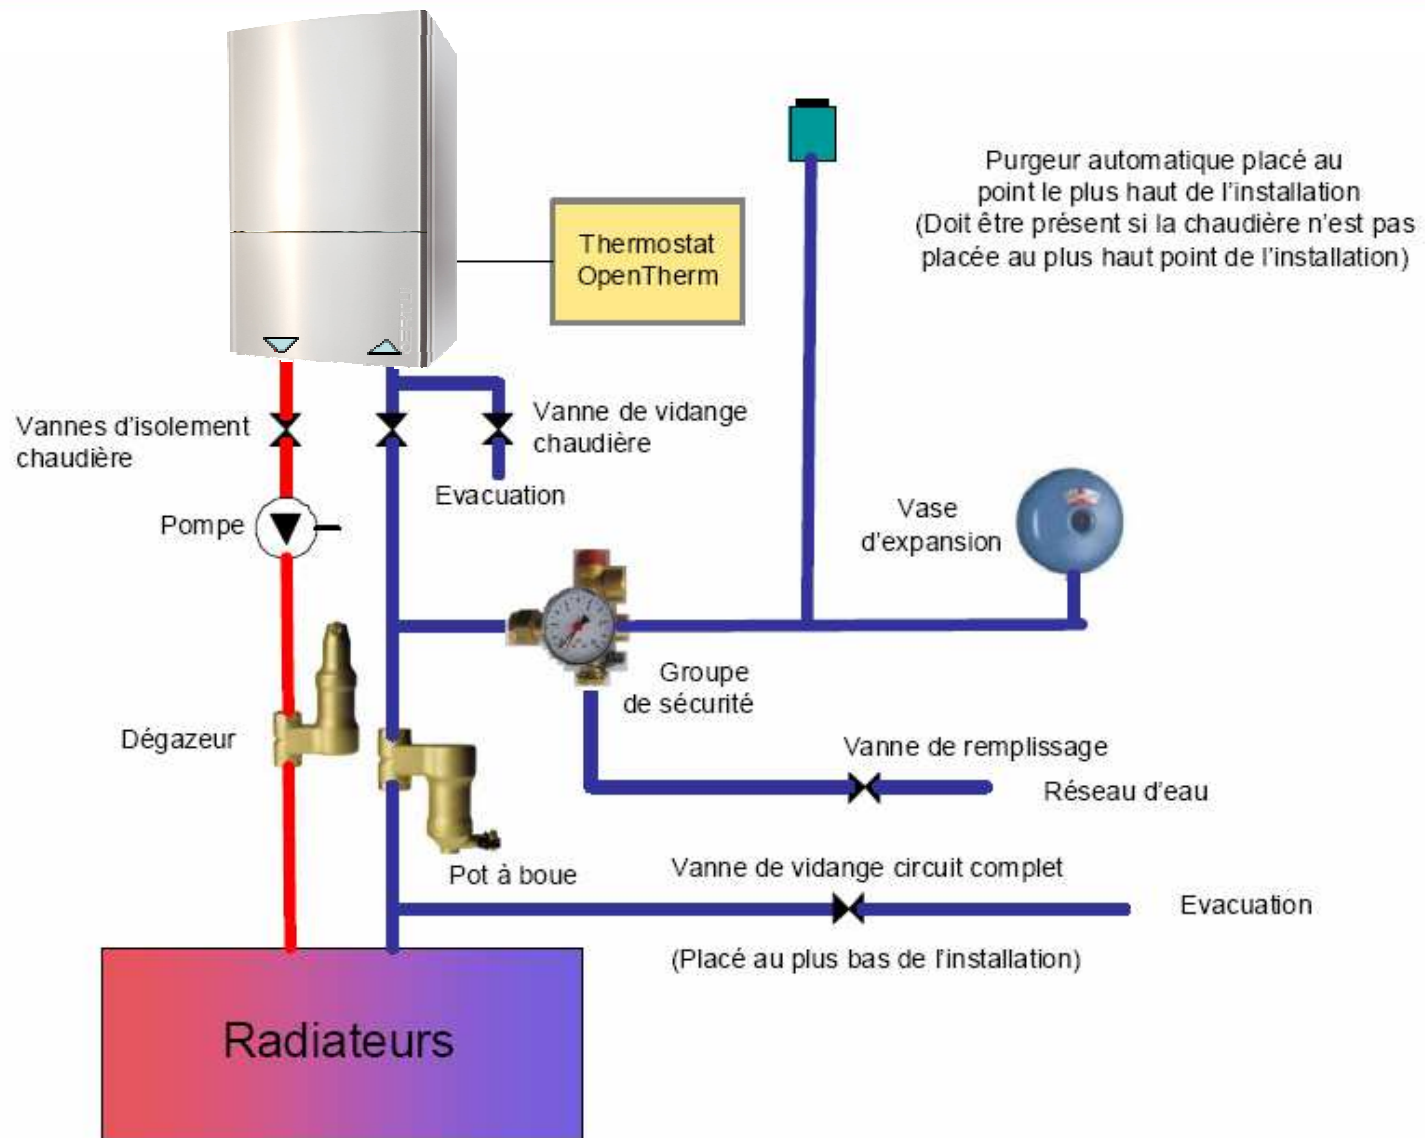 Purgeur automatique placé au
point le plus haut de l'installation
(Doit être présent si la chaudière n'est pas
placée au plus haut point de l'installation)
Thermostat
OpenTherm
Vannes d'isolement
chaudière
Vanne de vidange
chaudière
Evacuation
Pompe
Vase
d'expansion
Groupe
de sécurité
Dégazeur
Vanne de remplissage
Réseau d'eau
Pot à boue
Vanne de vidange circuit complet
Evacuation
(Placé au plus bas de l'installation)
Radiateurs